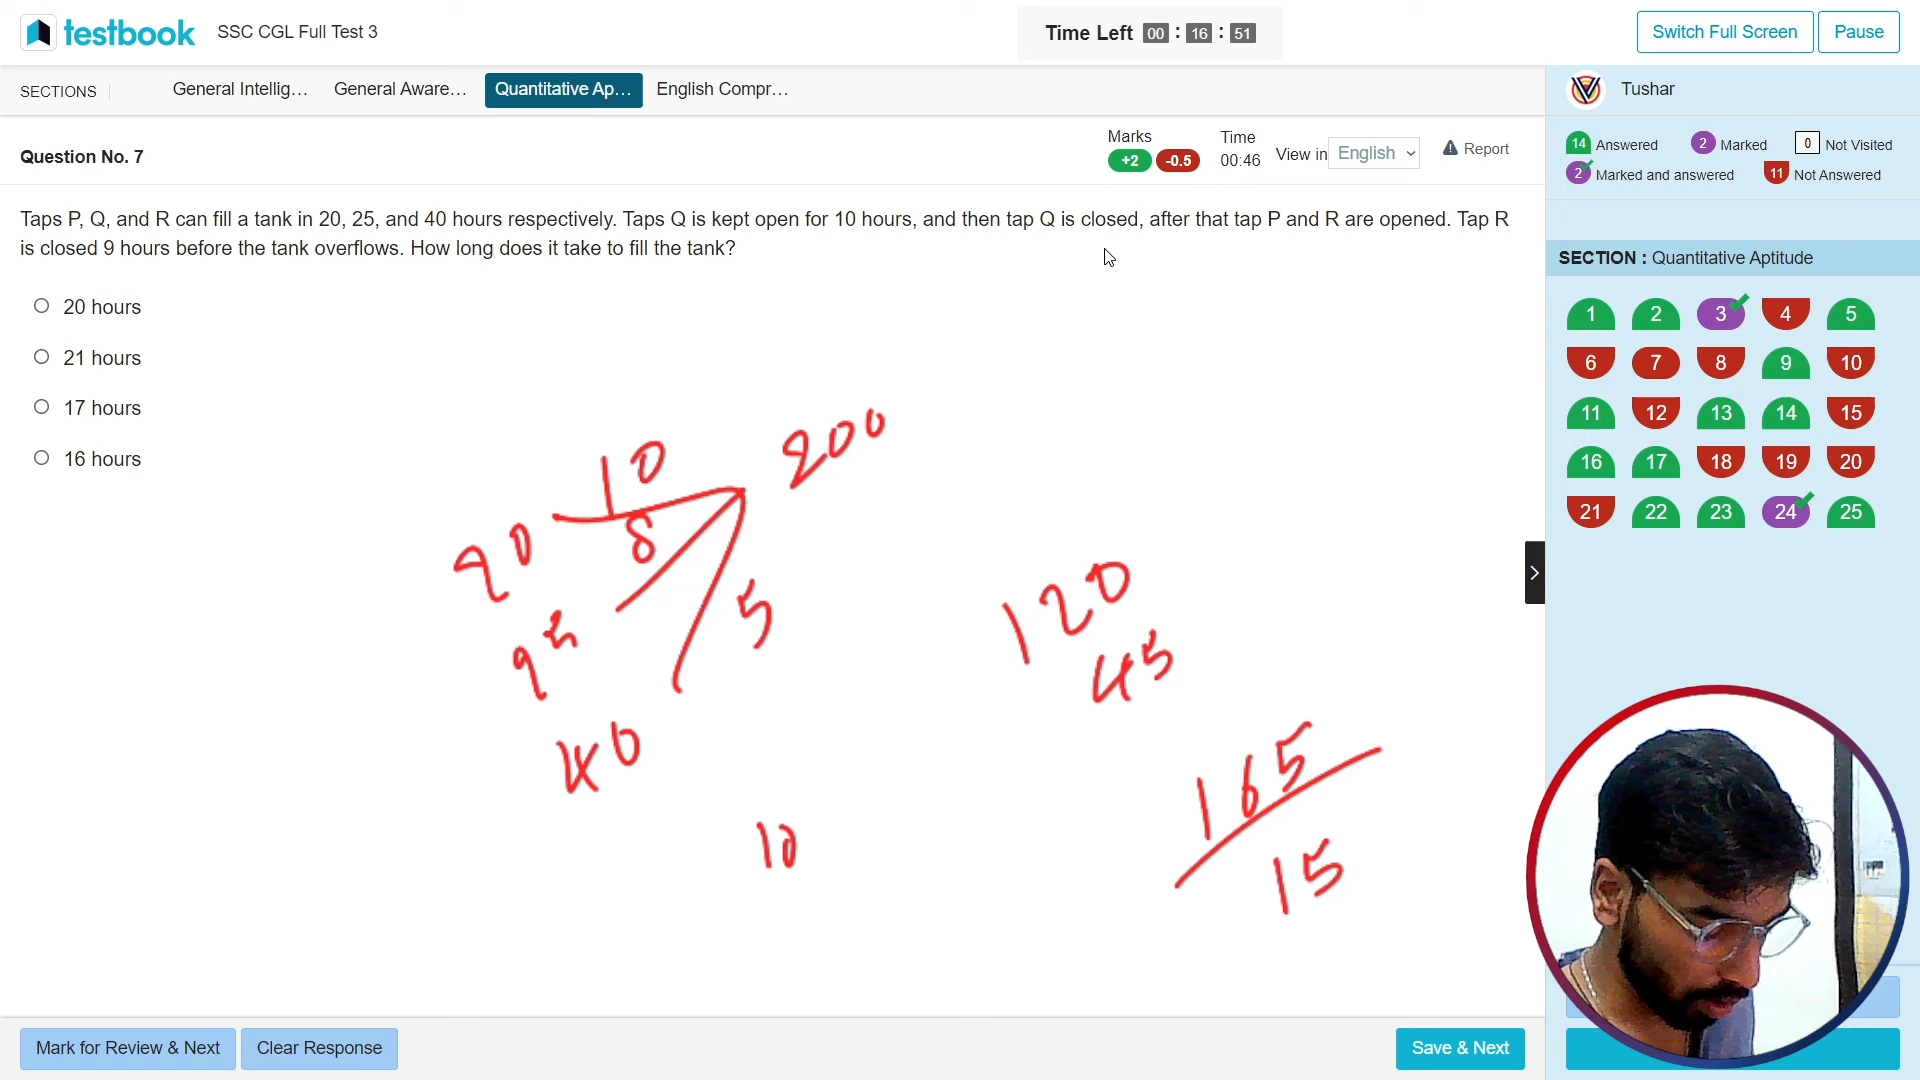 testbook SSC CGL Full Test 3 Time Left 00 : 16 : 51 Switch Full Screen Pause
SECTIONS General Intellig... General Aware... Quantitative Ap... English Compr... Tushar
Question No. 7 Marks +2 -0.5 Time 00:46 View in English Report
14 Answered 2 Marked 0 Not Visited
2 Marked and answered 11 Not Answered
Taps P, Q, and R can fill a tank in 20, 25, and 40 hours respectively. Taps Q is kept open for 10 hours, and then tap Q is closed, after that tap P and R are opened. Tap R
is closed 9 hours before the tank overflows. How long does it take to fill the tank?
20 hours
21 hours
17 hours
16 hours
SECTION : Quantitative Aptitude
1 2 3 4 5
6 7 8 9 10
11 12 13 14 15
16 17 18 19 20
21 22 23 24 25
10 200
20 8
25 5
40
10
120
45
165
15
Mark for Review & Next Clear Response Save & Next